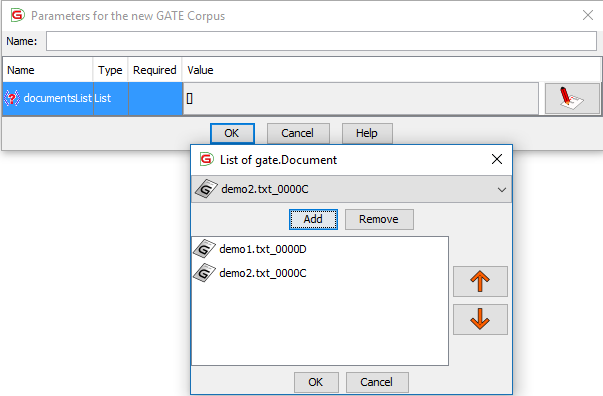 Parameters for the new GATE Corpus
Name:
Name Type Required Value
documentsList List []
OK Cancel Help
List of gate.Document
demo2.txt_0000C
Add Remove
demo1.txt_0000D
demo2.txt_0000C
OK Cancel